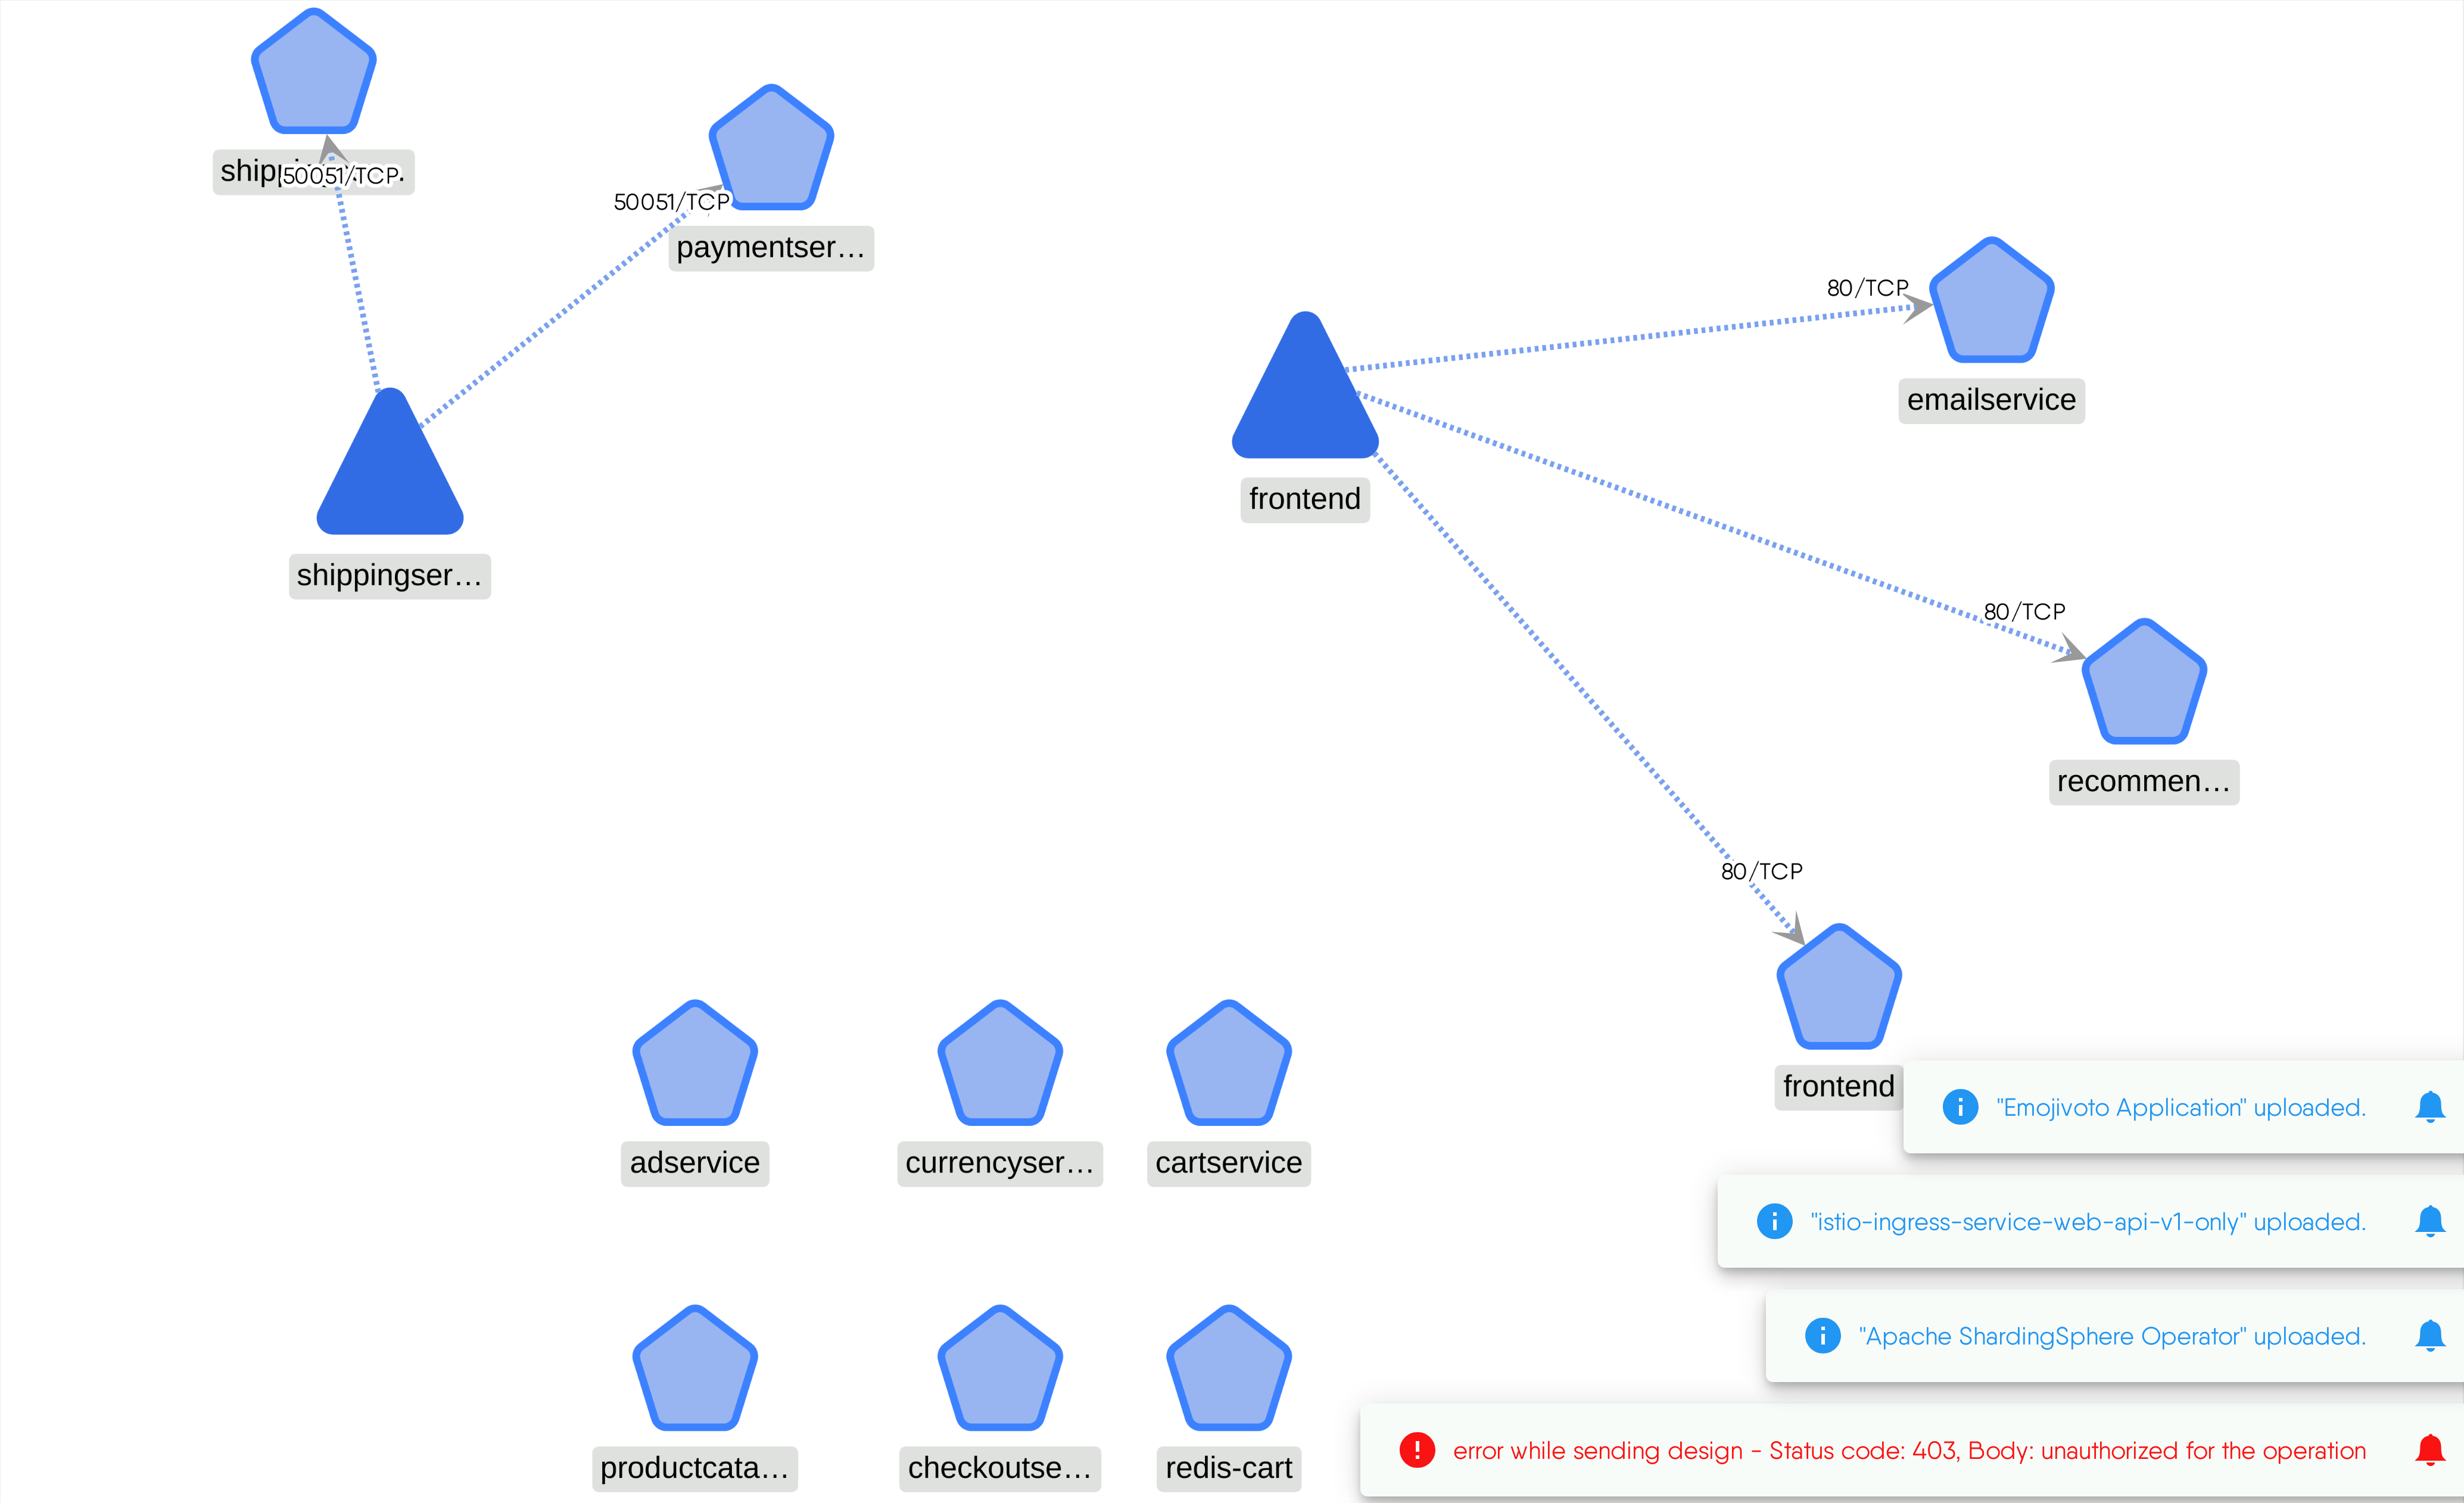 50051/TCP
50051/TCP
paymentser…
80/TCP
emailservice
frontend
shippingser…
80/TCP
recommen…
80/TCP
frontend
adservice
currencyser…
cartservice
productcata…
checkoutse…
redis-cart
"Emojivoto Application" uploaded.
"istio-ingress-service-web-api-v1-only" uploaded.
"Apache ShardingSphere Operator" uploaded.
error while sending design - Status code: 403, Body: unauthorized for the operation